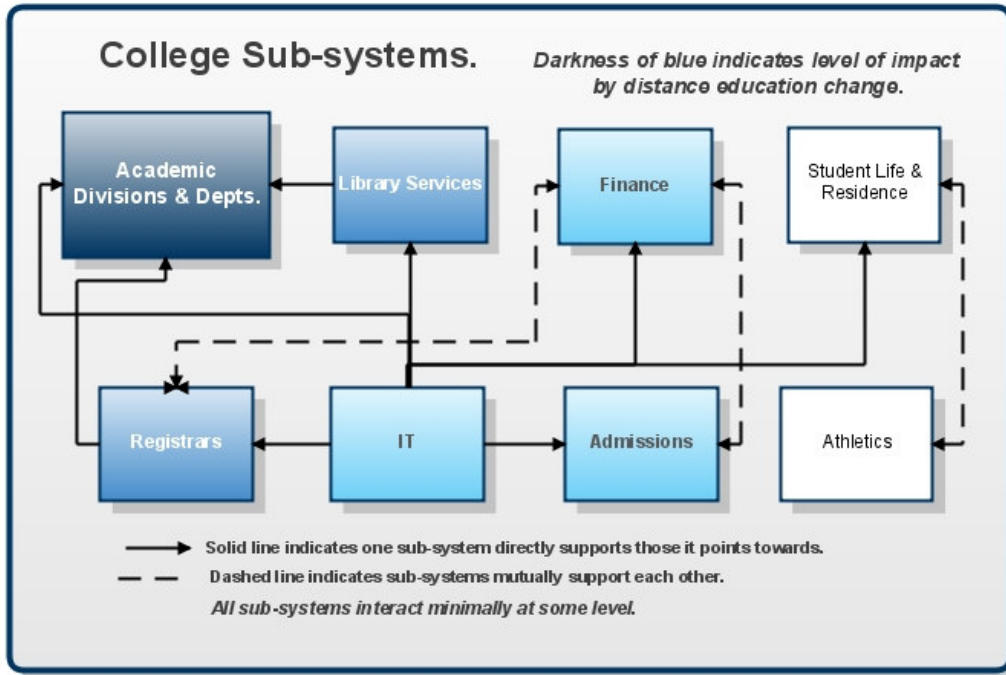 College Sub-systems.
Darkness of blue indicates level of impact
by distance education change.
Academic
Divisions & Depts.
Library Services
Finance
Student Life &
Residence
Registrars
IT
Admissions
Athletics
Solid line indicates one sub-system directly supports those it points towards.
Dashed line indicates sub-systems mutually support each other.
All sub-systems interact minimally at some level.